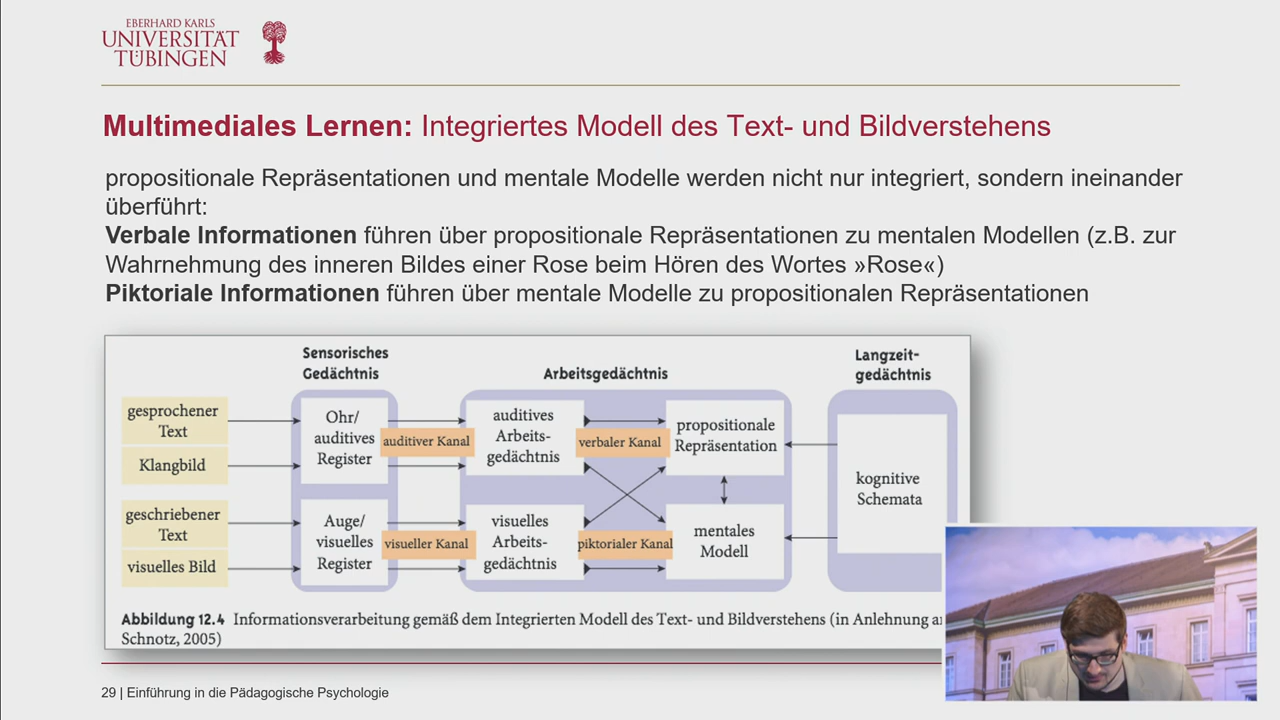 EBERHARD KARLS
UNIVERSITÄT
TÜBINGEN
Multimediales Lernen: Integriertes Modell des Text- und Bildverstehens
propositionale Repräsentationen und mentale Modelle werden nicht nur integriert, sondern ineinander
überführt:
Verbale Informationen führen über propositionale Repräsentationen zu mentalen Modellen (z.B. zur
Wahrnehmung des inneren Bildes einer Rose beim Hören des Wortes »Rose«)
Piktoriale Informationen führen über mentale Modelle zu propositionalen Repräsentationen
Sensorisches
Gedächtnis
Arbeitsgedächtnis
Langzeit-
gedächtnis
gesprochener
Text
Klangbild
geschriebener
Text
visuelles Bild
Ohr/
auditives
Register
Auge/
visuelles
Register
auditiver Kanal
visueller Kanal
auditives
Arbeits-
gedächtnis
visuelles
Arbeits-
gedächtnis
verbaler Kanal
piktorialer Kanal
propositionale
Repräsentation
mentales
Modell
kognitive
Schemata
Abbildung 12.4 Informationsverarbeitung gemäß dem Integrierten Modell des Text- und Bildverstehens (in Anlehnung
Schnotz, 2005)
29 | Einführung in die Pädagogische Psychologie